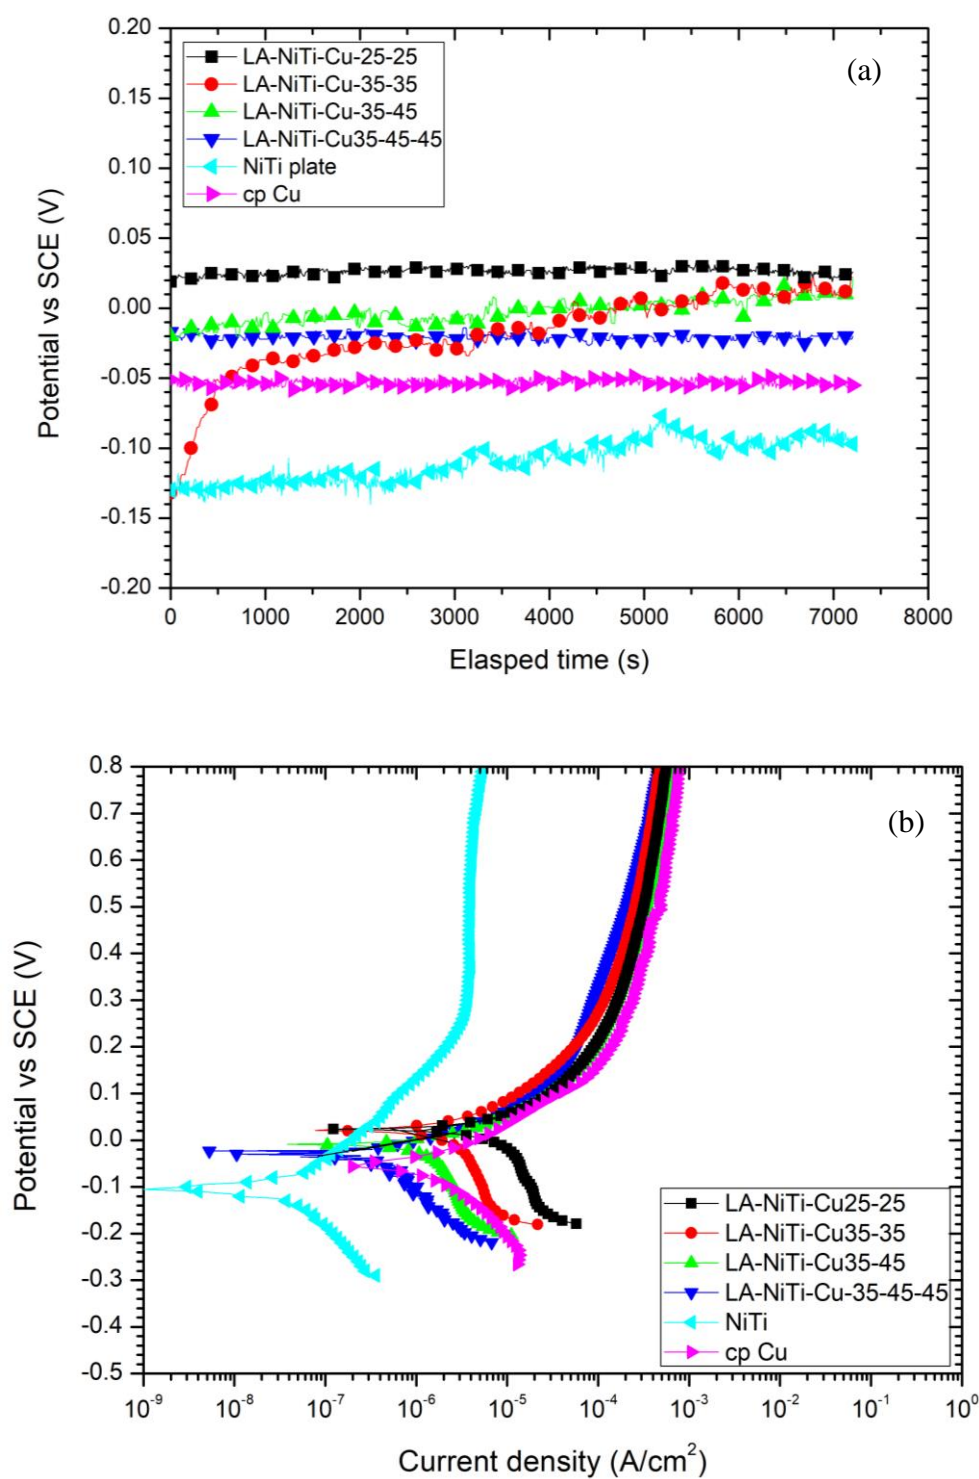 (a)
LA-NiTi-Cu-25-25
LA-NiTi-Cu-35-35
LA-NiTi-Cu-35-45
LA-NiTi-Cu35-45-45
NiTi plate
cp Cu
0.20
0.15
0.10
0.05
0.00
-0.05
-0.10
-0.15
-0.20
Potential vs SCE (V)
0 1000 2000 3000 4000 5000 6000 7000 8000
Elasped time (s)
(b)
0.8
0.7
0.6
0.5
0.4
0.3
0.2
0.1
0.0
-0.1
-0.2
-0.3
-0.4
-0.5
Potential vs SCE (V)
LA-NiTi-Cu25-25
LA-NiTi-Cu35-35
LA-NiTi-Cu35-45
LA-NiTi-Cu-35-45-45
NiTi
cp Cu
10⁻⁹ 10⁻⁸ 10⁻⁷ 10⁻⁶ 10⁻⁵ 10⁻⁴ 10⁻³ 10⁻² 10⁻¹ 10⁰
Current density (A/cm²)